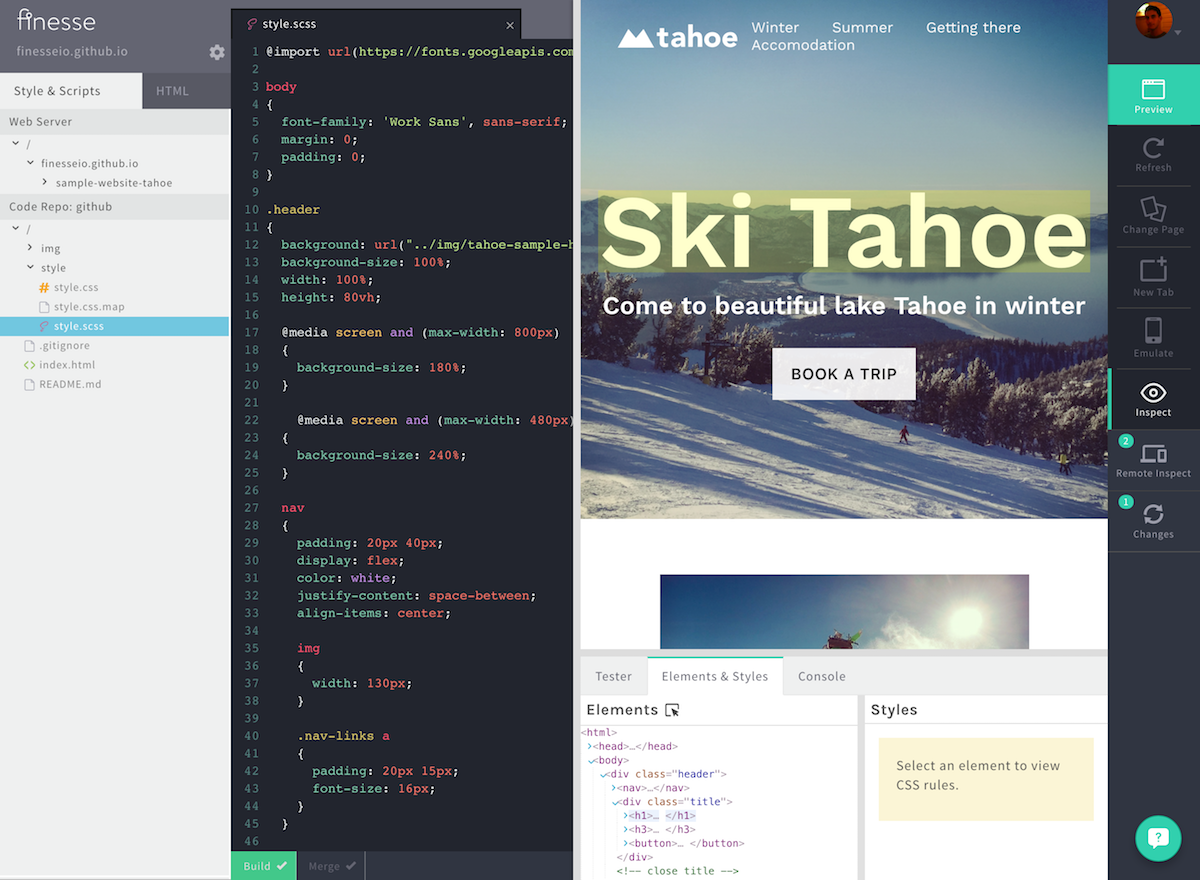 finesse
finesseio.github.io
Style & Scripts
HTML
Web Server
/
finesseio.github.io
sample-website-tahoe
Code Repo: github
/
img
style
# style.css
style.css.map
style.scss
.gitignore
<> index.html
README.md
style.scss ×
1 @import url(https://fonts.googleapis.com
2
3 body
4 {
5 font-family: 'Work Sans', sans-serif;
6 margin: 0;
7 padding: 0;
8 }
9
10 .header
11 {
12 background: url("../img/tahoe-sample-h
13 background-size: 100%;
14 width: 100%;
15 height: 80vh;
16
17 @media screen and (max-width: 800px)
18 {
19 background-size: 180%;
20 }
21
22 @media screen and (max-width: 480px)
23 {
24 background-size: 240%;
25 }
26
27 nav
28 {
29 padding: 20px 40px;
30 display: flex;
31 color: white;
32 justify-content: space-between;
33 align-items: center;
34
35 img
36 {
37 width: 130px;
38 }
39
40 .nav-links a
41 {
42 padding: 20px 15px;
43 font-size: 16px;
44 }
45 }
46
Build
Merge
tahoe
Winter Summer Getting there
Accomodation
Ski Tahoe
Come to beautiful lake Tahoe in winter
BOOK A TRIP
Tester
Elements & Styles
Console
Elements
<html>
<head>…</head>
<body>
<div class="header">
<nav>…</nav>
<div class="title">
<h1>… </h1>
<h3>… </h3>
<button>… </button>
</div>
<!-- close title -->
Styles
Select an element to view
CSS rules.
Preview
Refresh
Change Page
New Tab
Emulate
Inspect
2
Remote Inspect
1
Changes
?